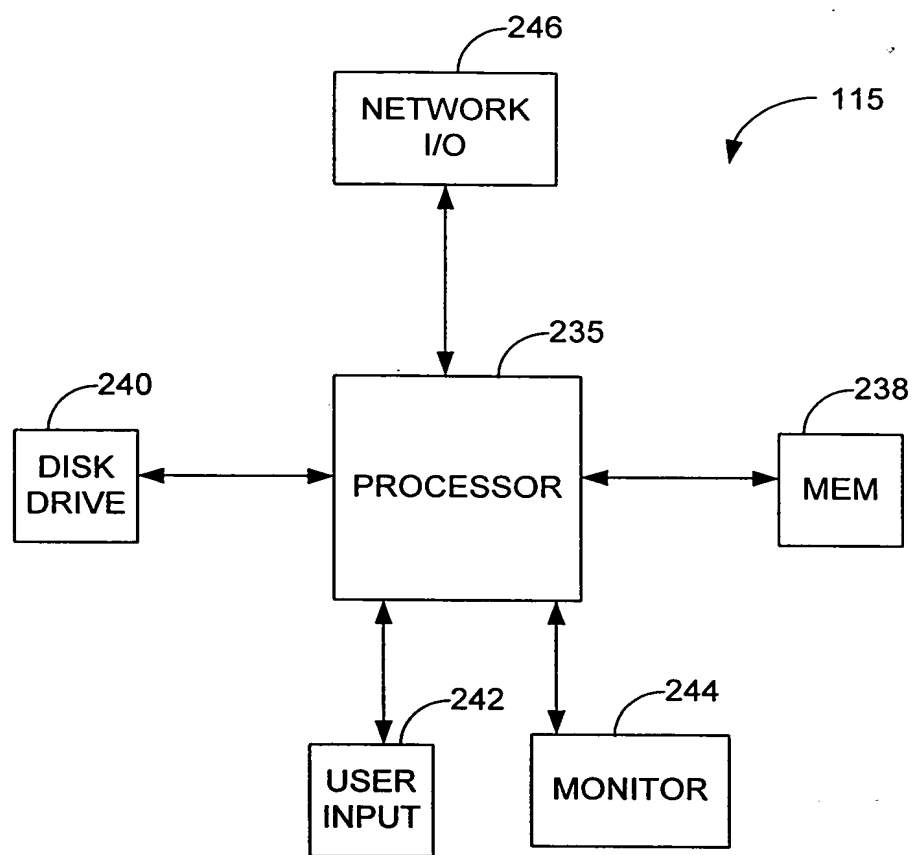 246
NETWORK
I/O
115
235
240
238
DISK
DRIVE
PROCESSOR
MEM
242
244
USER
INPUT
MONITOR